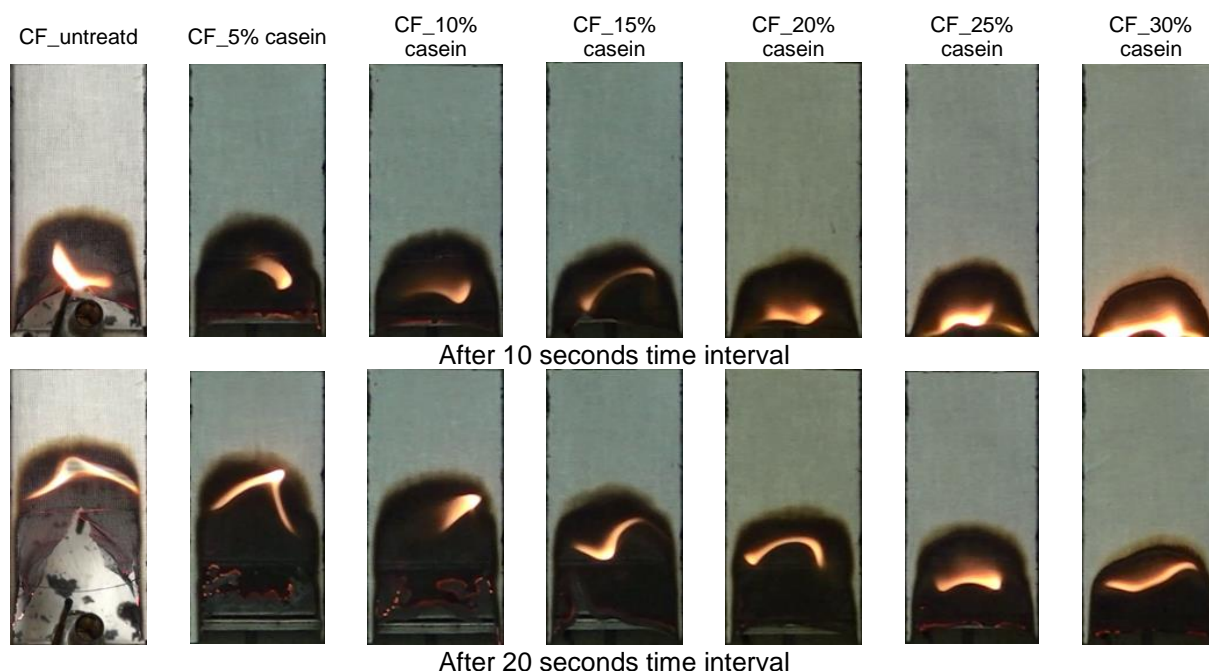 CF_untreatd
CF_5% casein
CF_10%
casein
CF_15%
casein
CF_20%
casein
CF_25%
casein
CF_30%
casein
After 10 seconds time interval
After 20 seconds time interval